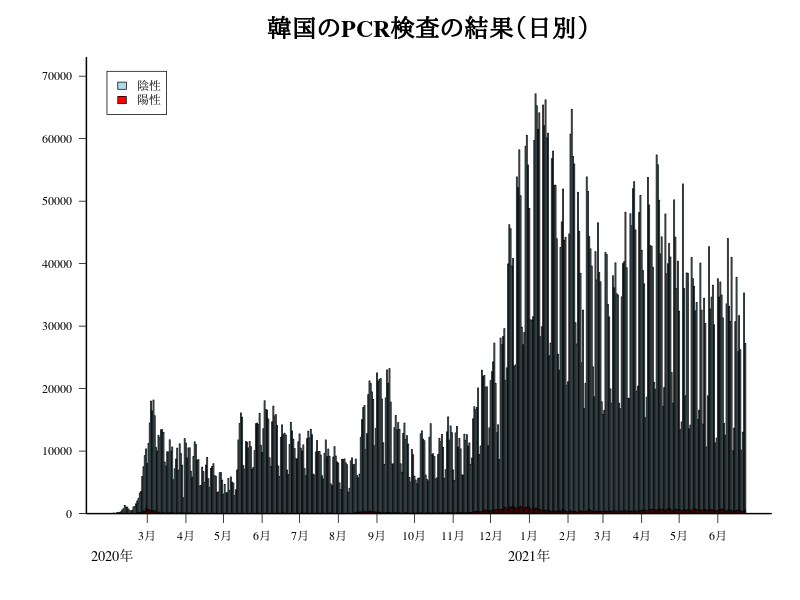 韓国のPCR検査の結果（日別）
陰性
陽性
70000
60000
50000
40000
30000
20000
10000
0
3月 4月 5月 6月 7月 8月 9月 10月 11月 12月 1月 2月 3月 4月 5月 6月
2020年 2021年